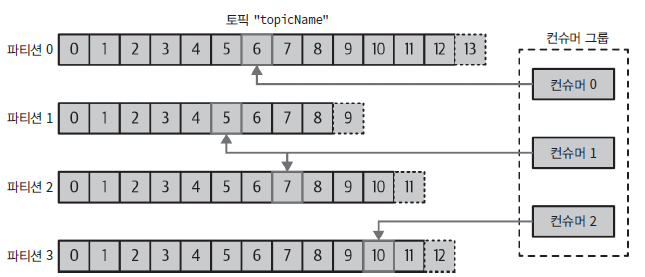 토픽 "topicName"
컨슈머 그룹
파티션 0 0 1 2 3 4 5 6 7 8 9 10 11 12 13
컨슈머 0
파티션 1 0 1 2 3 4 5 6 7 8 9
컨슈머 1
파티션 2 0 1 2 3 4 5 6 7 8 9 10 11
컨슈머 2
파티션 3 0 1 2 3 4 5 6 7 8 9 10 11 12